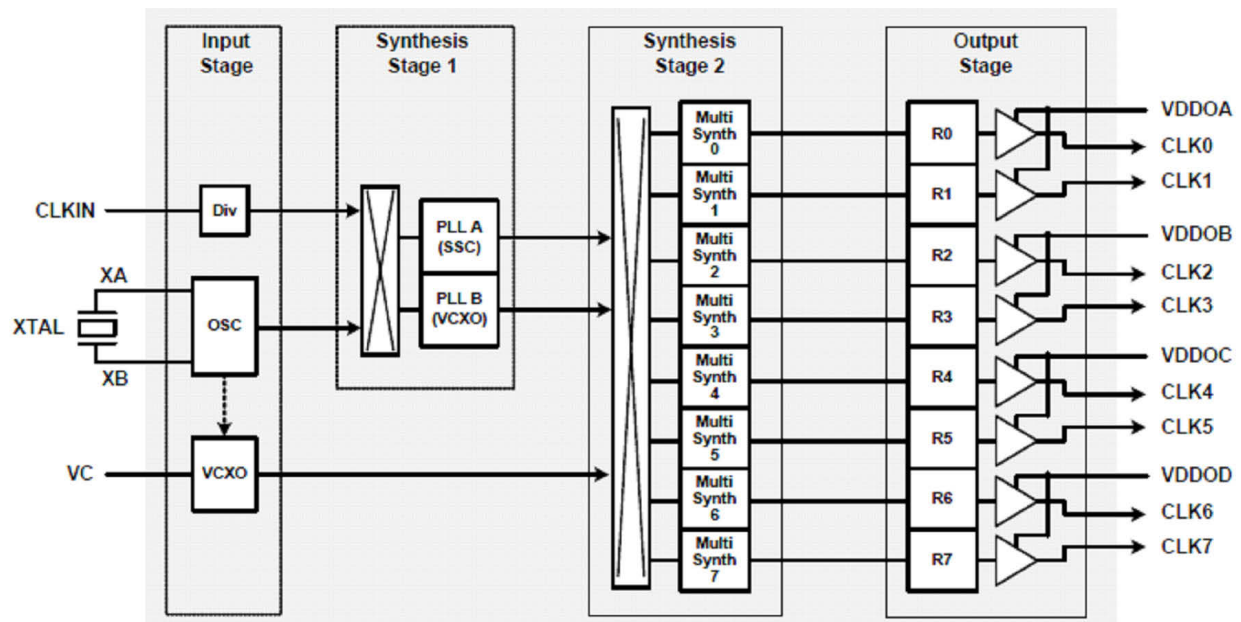 Input
Stage
Synthesis
Stage 1
Synthesis
Stage 2
Output
Stage
CLKIN
Div
XA
XTAL
XB
OSC
VC
VCXO
PLL A
(SSC)
PLL B
(VCXO)
Multi
Synth
0
Multi
Synth
1
Multi
Synth
2
Multi
Synth
3
Multi
Synth
4
Multi
Synth
5
Multi
Synth
6
Multi
Synth
7
R0
R1
R2
R3
R4
R5
R6
R7
VDDOA
CLK0
CLK1
VDDOB
CLK2
CLK3
VDDOC
CLK4
CLK5
VDDOD
CLK6
CLK7